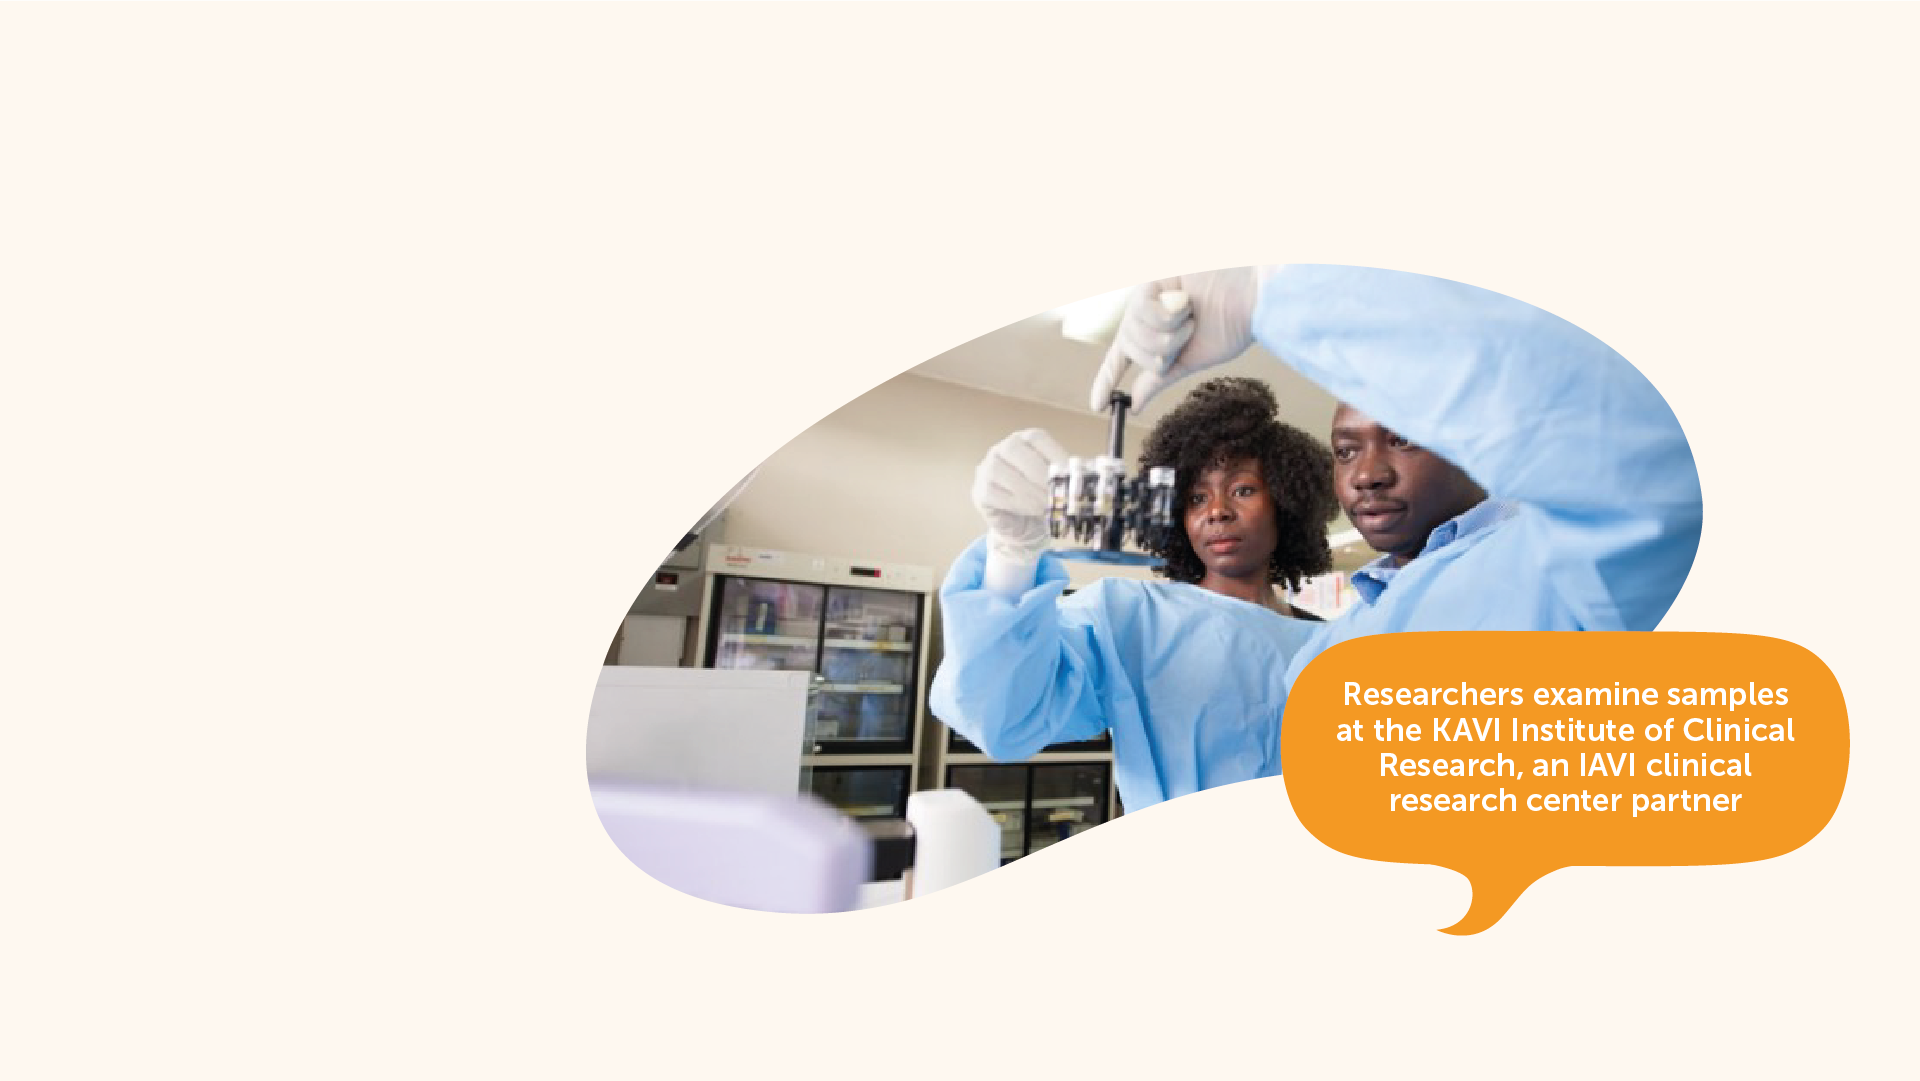 Researchers examine samples
at the KAVI Institute of Clinical
Research, an IAVI clinical
research center partner